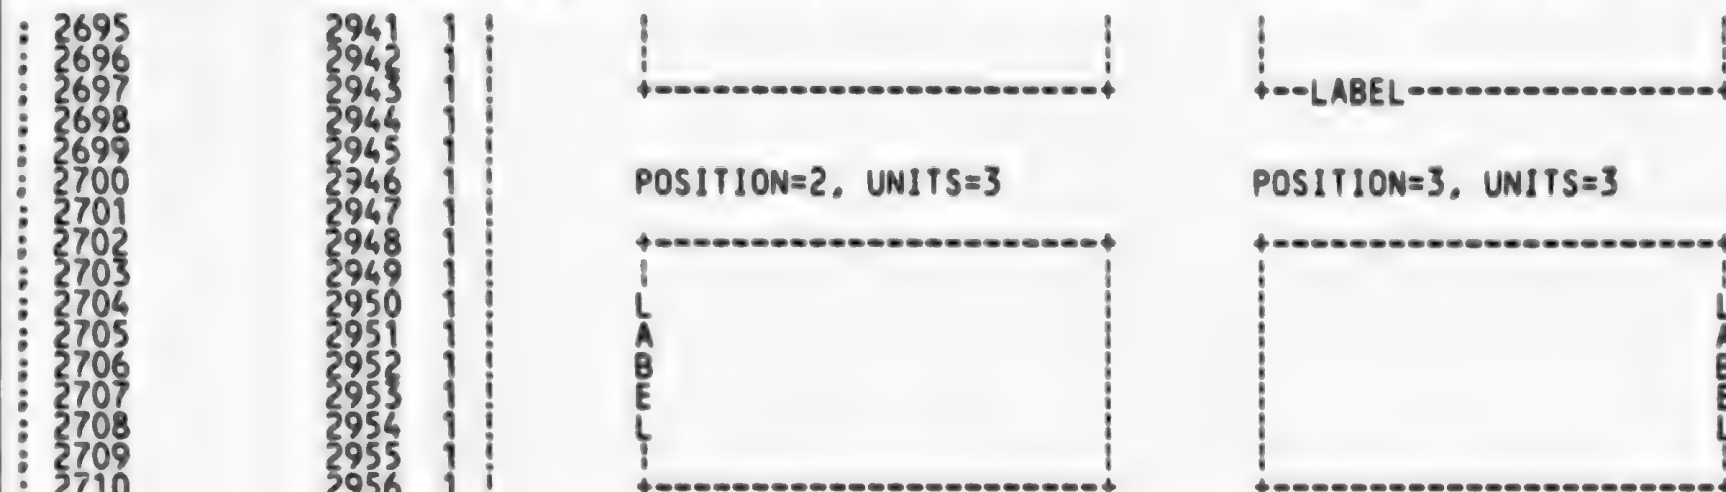 : 2695 2941 1 | | | | |
: 2696 2942 1 | | | | |
: 2697 2943 1 | +-----------------------+ +--LABEL----------------+
: 2698 2944 1 |
: 2699 2945 1 |
: 2700 2946 1 | POSITION=2, UNITS=3 POSITION=3, UNITS=3
: 2701 2947 1 |
: 2702 2948 1 | +-----------------------+ +-----------------------+
: 2703 2949 1 | | | | |
: 2704 2950 1 | L | | L
: 2705 2951 1 | A | | A
: 2706 2952 1 | B | | B
: 2707 2953 1 | E | | E
: 2708 2954 1 | L | | L
: 2709 2955 1 | | | | |
: 2710 2956 1 | +-----------------------+ +-----------------------+